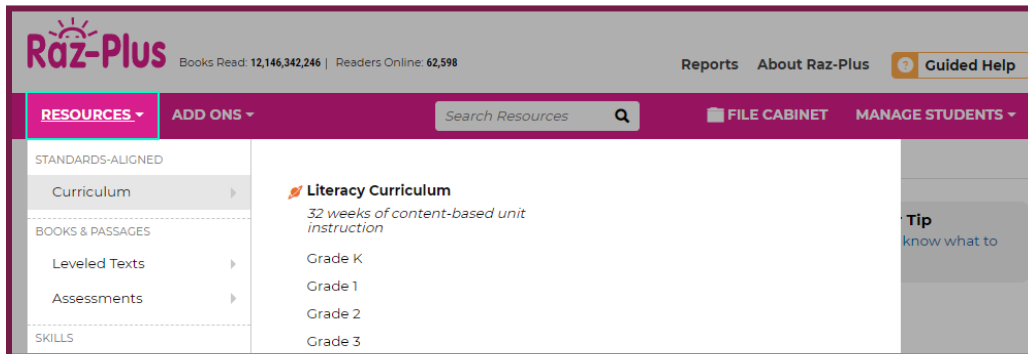 Raz-Plus
Books Read: 12,146,342,246 | Readers Online: 62,598
Reports About Raz-Plus ? Guided Help
RESOURCES ADD ONS Search Resources FILE CABINET MANAGE STUDENTS
STANDARDS-ALIGNED
Curriculum
BOOKS & PASSAGES
Leveled Texts
Assessments
SKILLS
Literacy Curriculum
32 weeks of content-based unit
instruction
Grade K
Grade 1
Grade 2
Grade 3
Tip
know what to